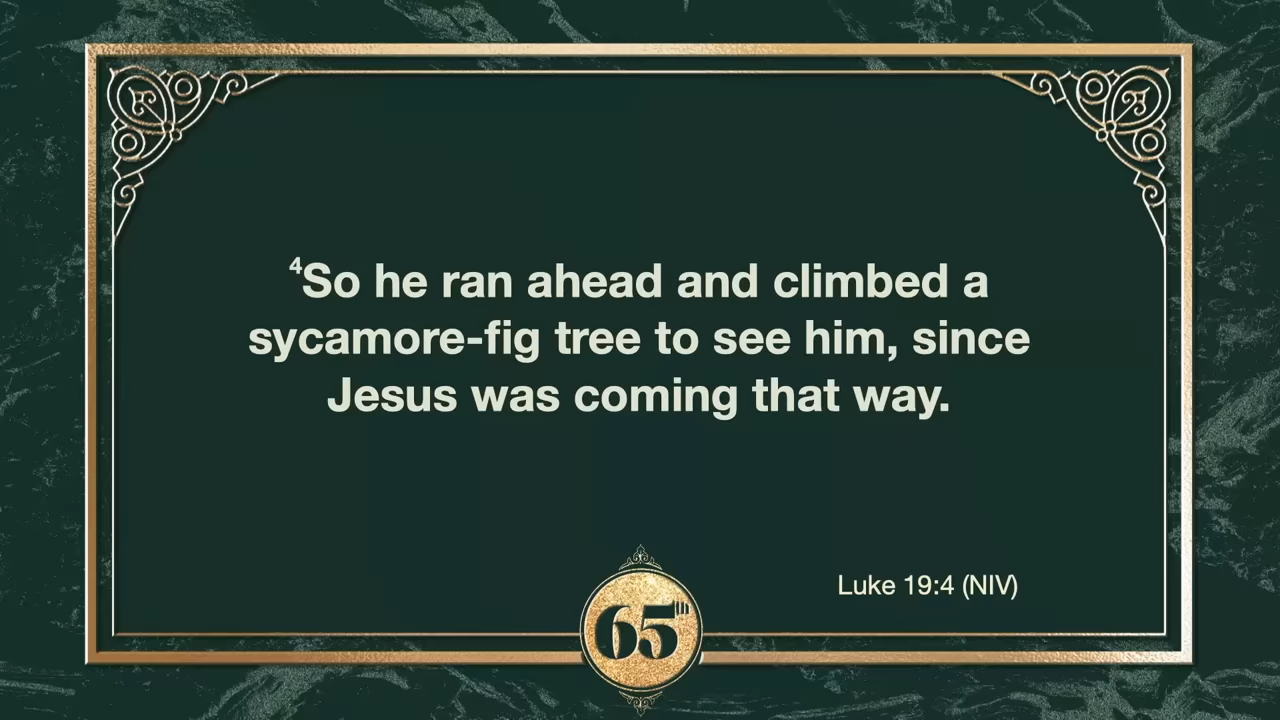 ⁴So he ran ahead and climbed a
sycamore-fig tree to see him, since
Jesus was coming that way.
Luke 19:4 (NIV)
65th